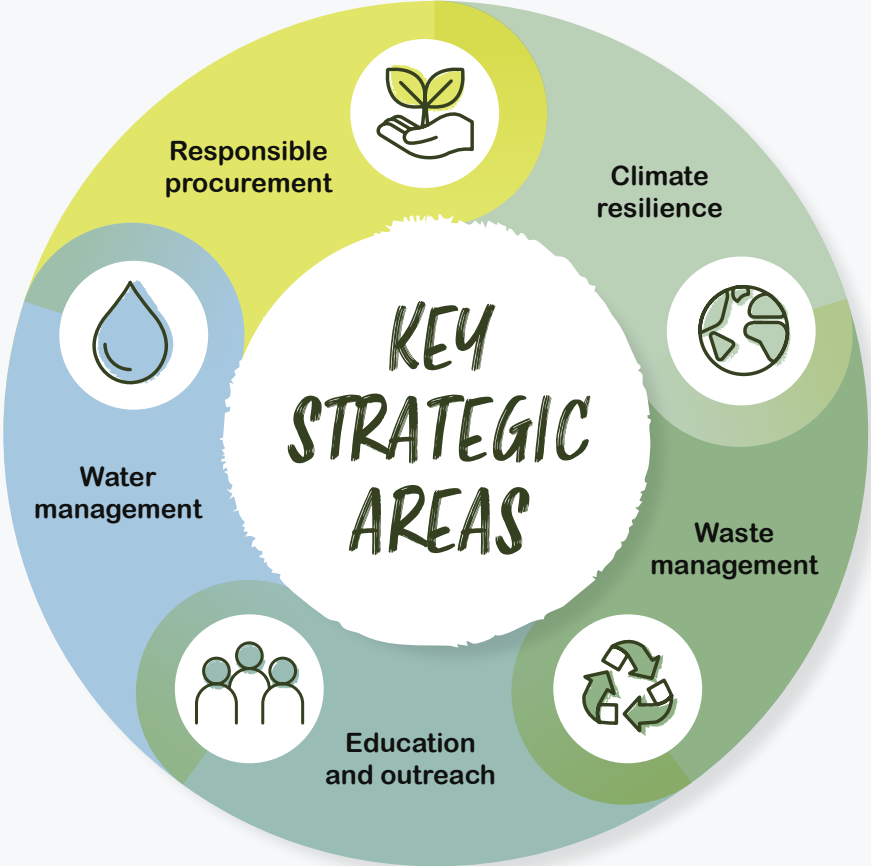 Responsible
procurement
Climate
resilience
KEY
STRATEGIC
AREAS
Water
management
Waste
management
Education
and outreach